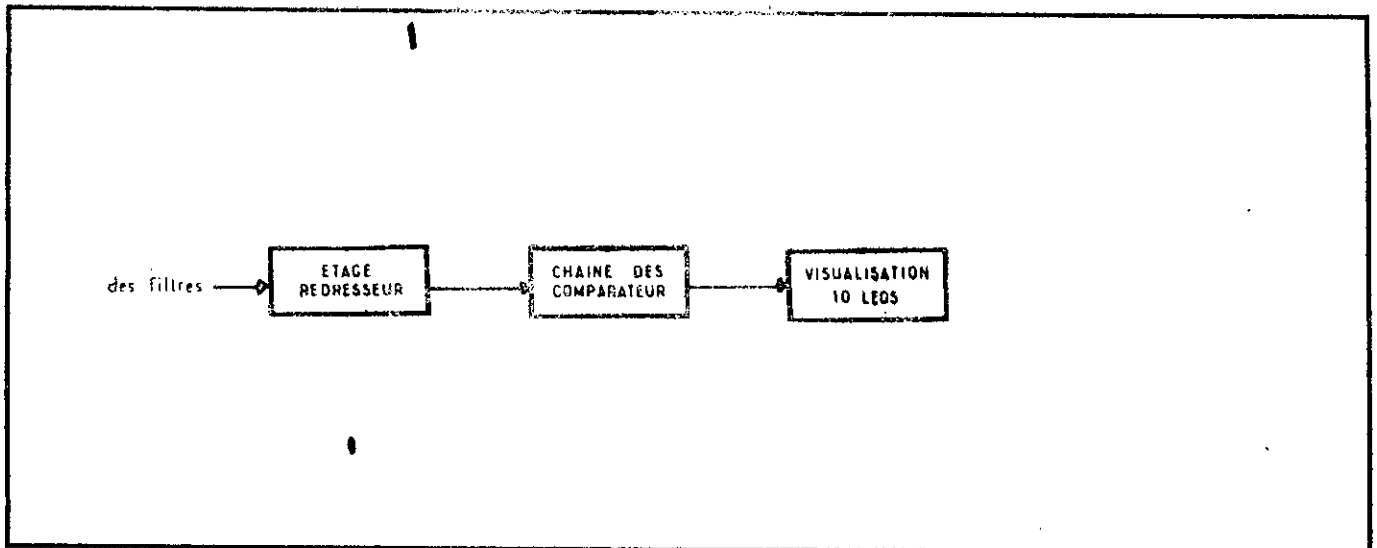 des filtres
ETAGE
REDRESSEUR
CHAINE DES
COMPARATEUR
VISUALISATION
10 LEDS